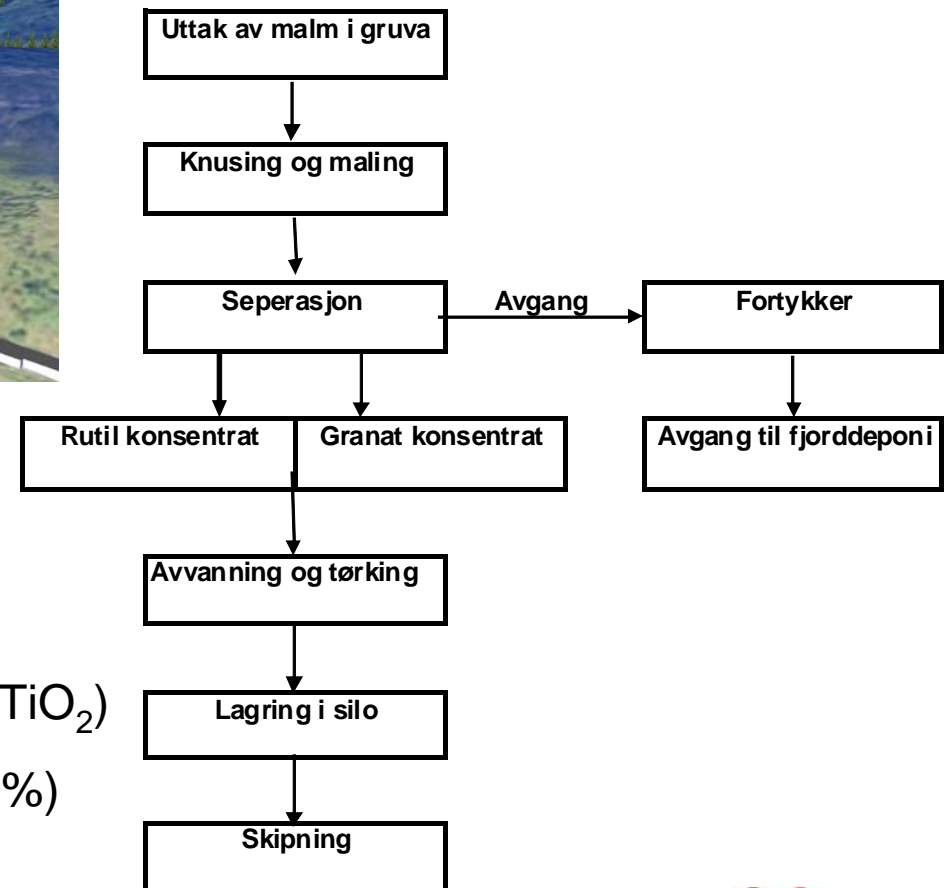 Uttak av malm i gruva
Knusing og maling
Seperasjon
Avgang
Fortykker
Rutil konsentrat
Granat konsentrat
Avgang til fjorddeponi
Avvanning og tørking
TiO₂)
Lagring i silo
%)
Skipning